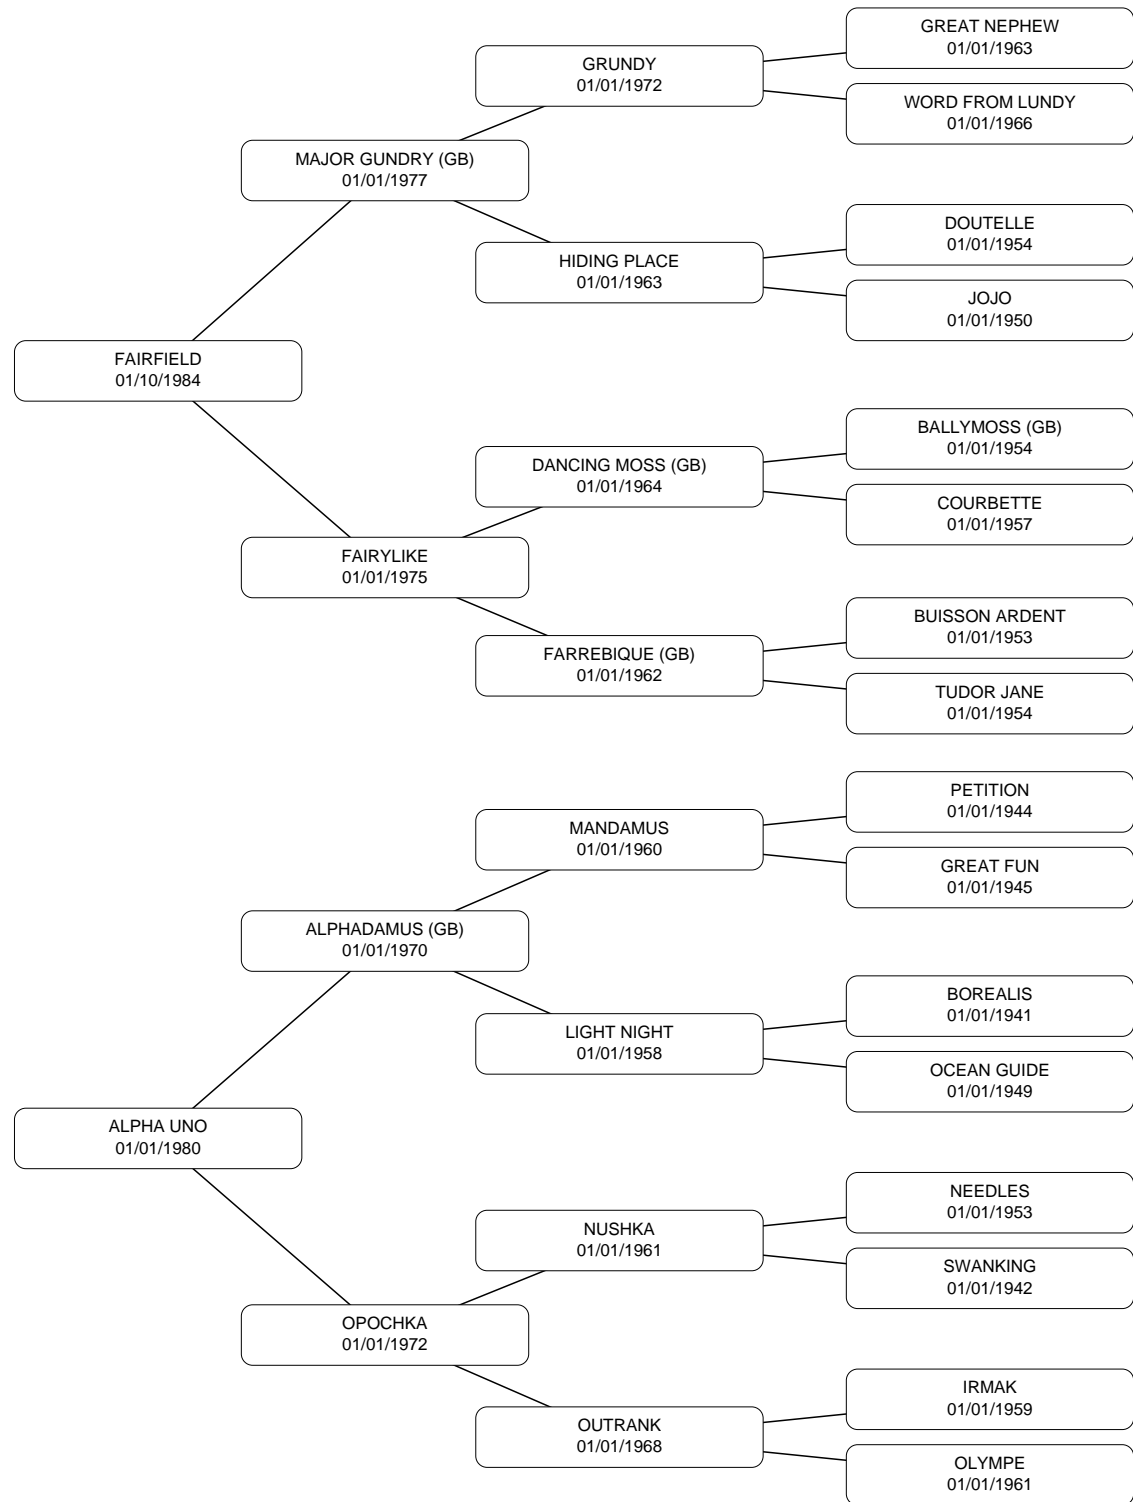 GREAT NEPHEW
01/01/1963
GRUNDY
01/01/1972
WORD FROM LUNDY
01/01/1966
MAJOR GUNDRY (GB)
01/01/1977
DOUTELLE
01/01/1954
HIDING PLACE
01/01/1963
JOJO
01/01/1950
FAIRFIELD
01/10/1984
BALLYMOSS (GB)
01/01/1954
DANCING MOSS (GB)
01/01/1964
COURBETTE
01/01/1957
FAIRYLIKE
01/01/1975
BUISSON ARDENT
01/01/1953
FARREBIQUE (GB)
01/01/1962
TUDOR JANE
01/01/1954
PETITION
01/01/1944
MANDAMUS
01/01/1960
GREAT FUN
01/01/1945
ALPHADAMUS (GB)
01/01/1970
BOREALIS
01/01/1941
LIGHT NIGHT
01/01/1958
OCEAN GUIDE
01/01/1949
ALPHA UNO
01/01/1980
NEEDLES
01/01/1953
NUSHKA
01/01/1961
SWANKING
01/01/1942
OPOCHKA
01/01/1972
IRMAK
01/01/1959
OUTRANK
01/01/1968
OLYMPE
01/01/1961